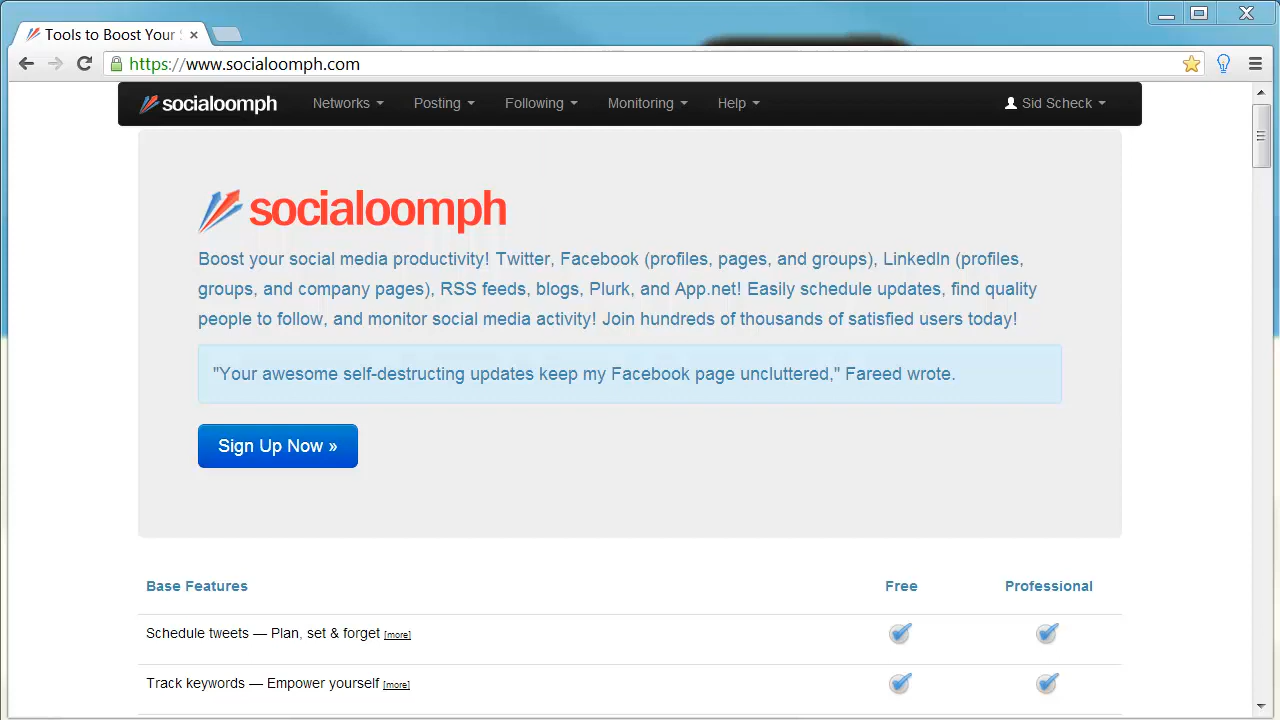 Tools to Boost Your
https://www.socialoomph.com
socialoomph Networks Posting Following Monitoring Help Sid Scheck
socialoomph
Boost your social media productivity! Twitter, Facebook (profiles, pages, and groups), LinkedIn (profiles,
groups, and company pages), RSS feeds, blogs, Plurk, and App.net! Easily schedule updates, find quality
people to follow, and monitor social media activity! Join hundreds of thousands of satisfied users today!
"Your awesome self-destructing updates keep my Facebook page uncluttered," Fareed wrote.
Sign Up Now »
Base Features Free Professional
Schedule tweets — Plan, set & forget [more]
Track keywords — Empower yourself [more]